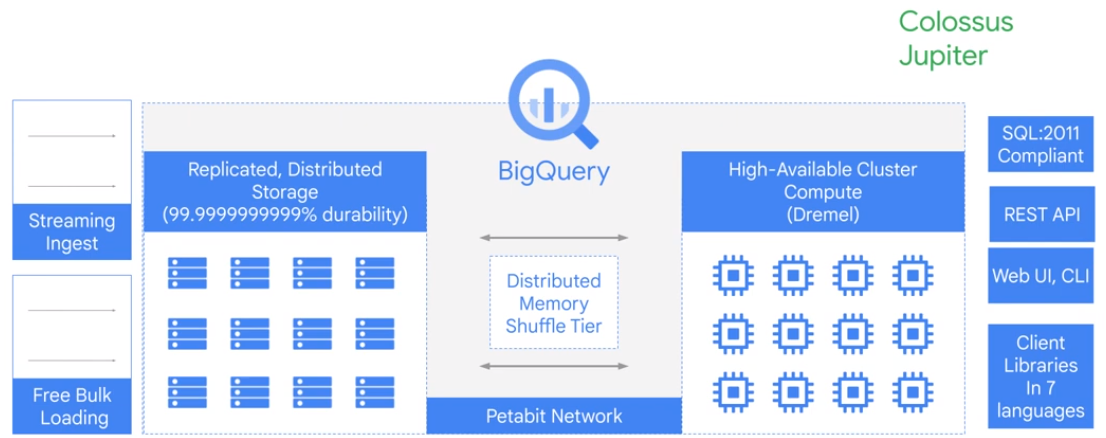 Colossus
Jupiter
BigQuery
Streaming
Ingest
Free Bulk
Loading
Replicated, Distributed
Storage
(99.9999999999% durability)
Distributed
Memory
Shuffle Tier
Petabit Network
High-Available Cluster
Compute
(Dremel)
SQL:2011
Compliant
REST API
Web UI, CLI
Client
Libraries
In 7
languages